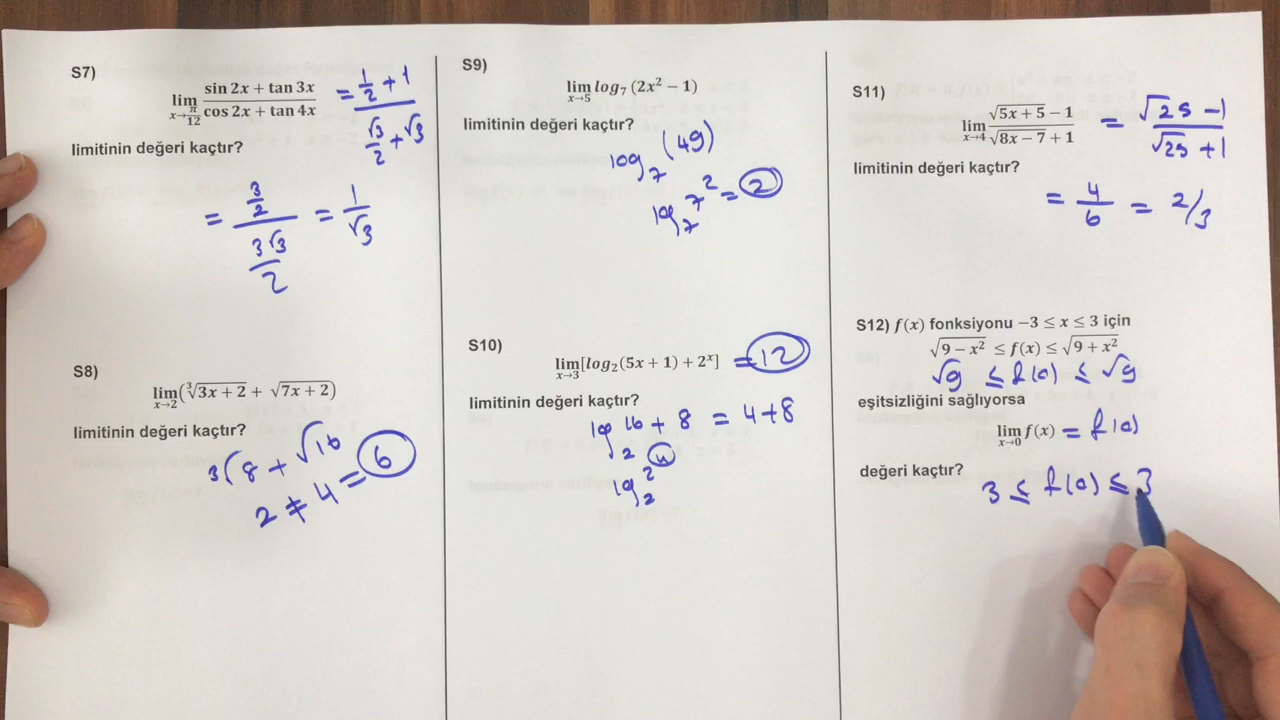 S7)
lim x→π/12 (sin 2x + tan 3x)/(cos 2x + tan 4x) = (1/2 + 1)/(√3/2 + √3)
limitinin değeri kaçtır?
= (3/2)/(3√3/2) = 1/√3
S8)
lim x→2 (∛(3x + 2) + √(7x + 2))
limitinin değeri kaçtır?
3√8 + √16
2 + 4 = 6
S9)
lim x→5 log₇ (2x² − 1)
limitinin değeri kaçtır?
log₇ (49)
log₇ 7² = 2
S10)
lim x→3 [log₂(5x + 1) + 2ˣ] = 12
limitinin değeri kaçtır?
log₂ 16 + 8 = 4+8
log₂ 2⁴
S11)
lim x→4 (√(5x + 5) − 1)/(√(8x − 7) + 1) = (√25 − 1)/(√25 + 1)
limitinin değeri kaçtır?
= 4/6 = 2/3
S12) f(x) fonksiyonu −3 ≤ x ≤ 3 için
√(9 − x²) ≤ f(x) ≤ √(9 + x²)
√9 ≤ f(0) ≤ √9
eşitsizliğini sağlıyorsa
lim x→0 f(x) = f(0)
değeri kaçtır?
3 ≤ f(0) ≤ 3